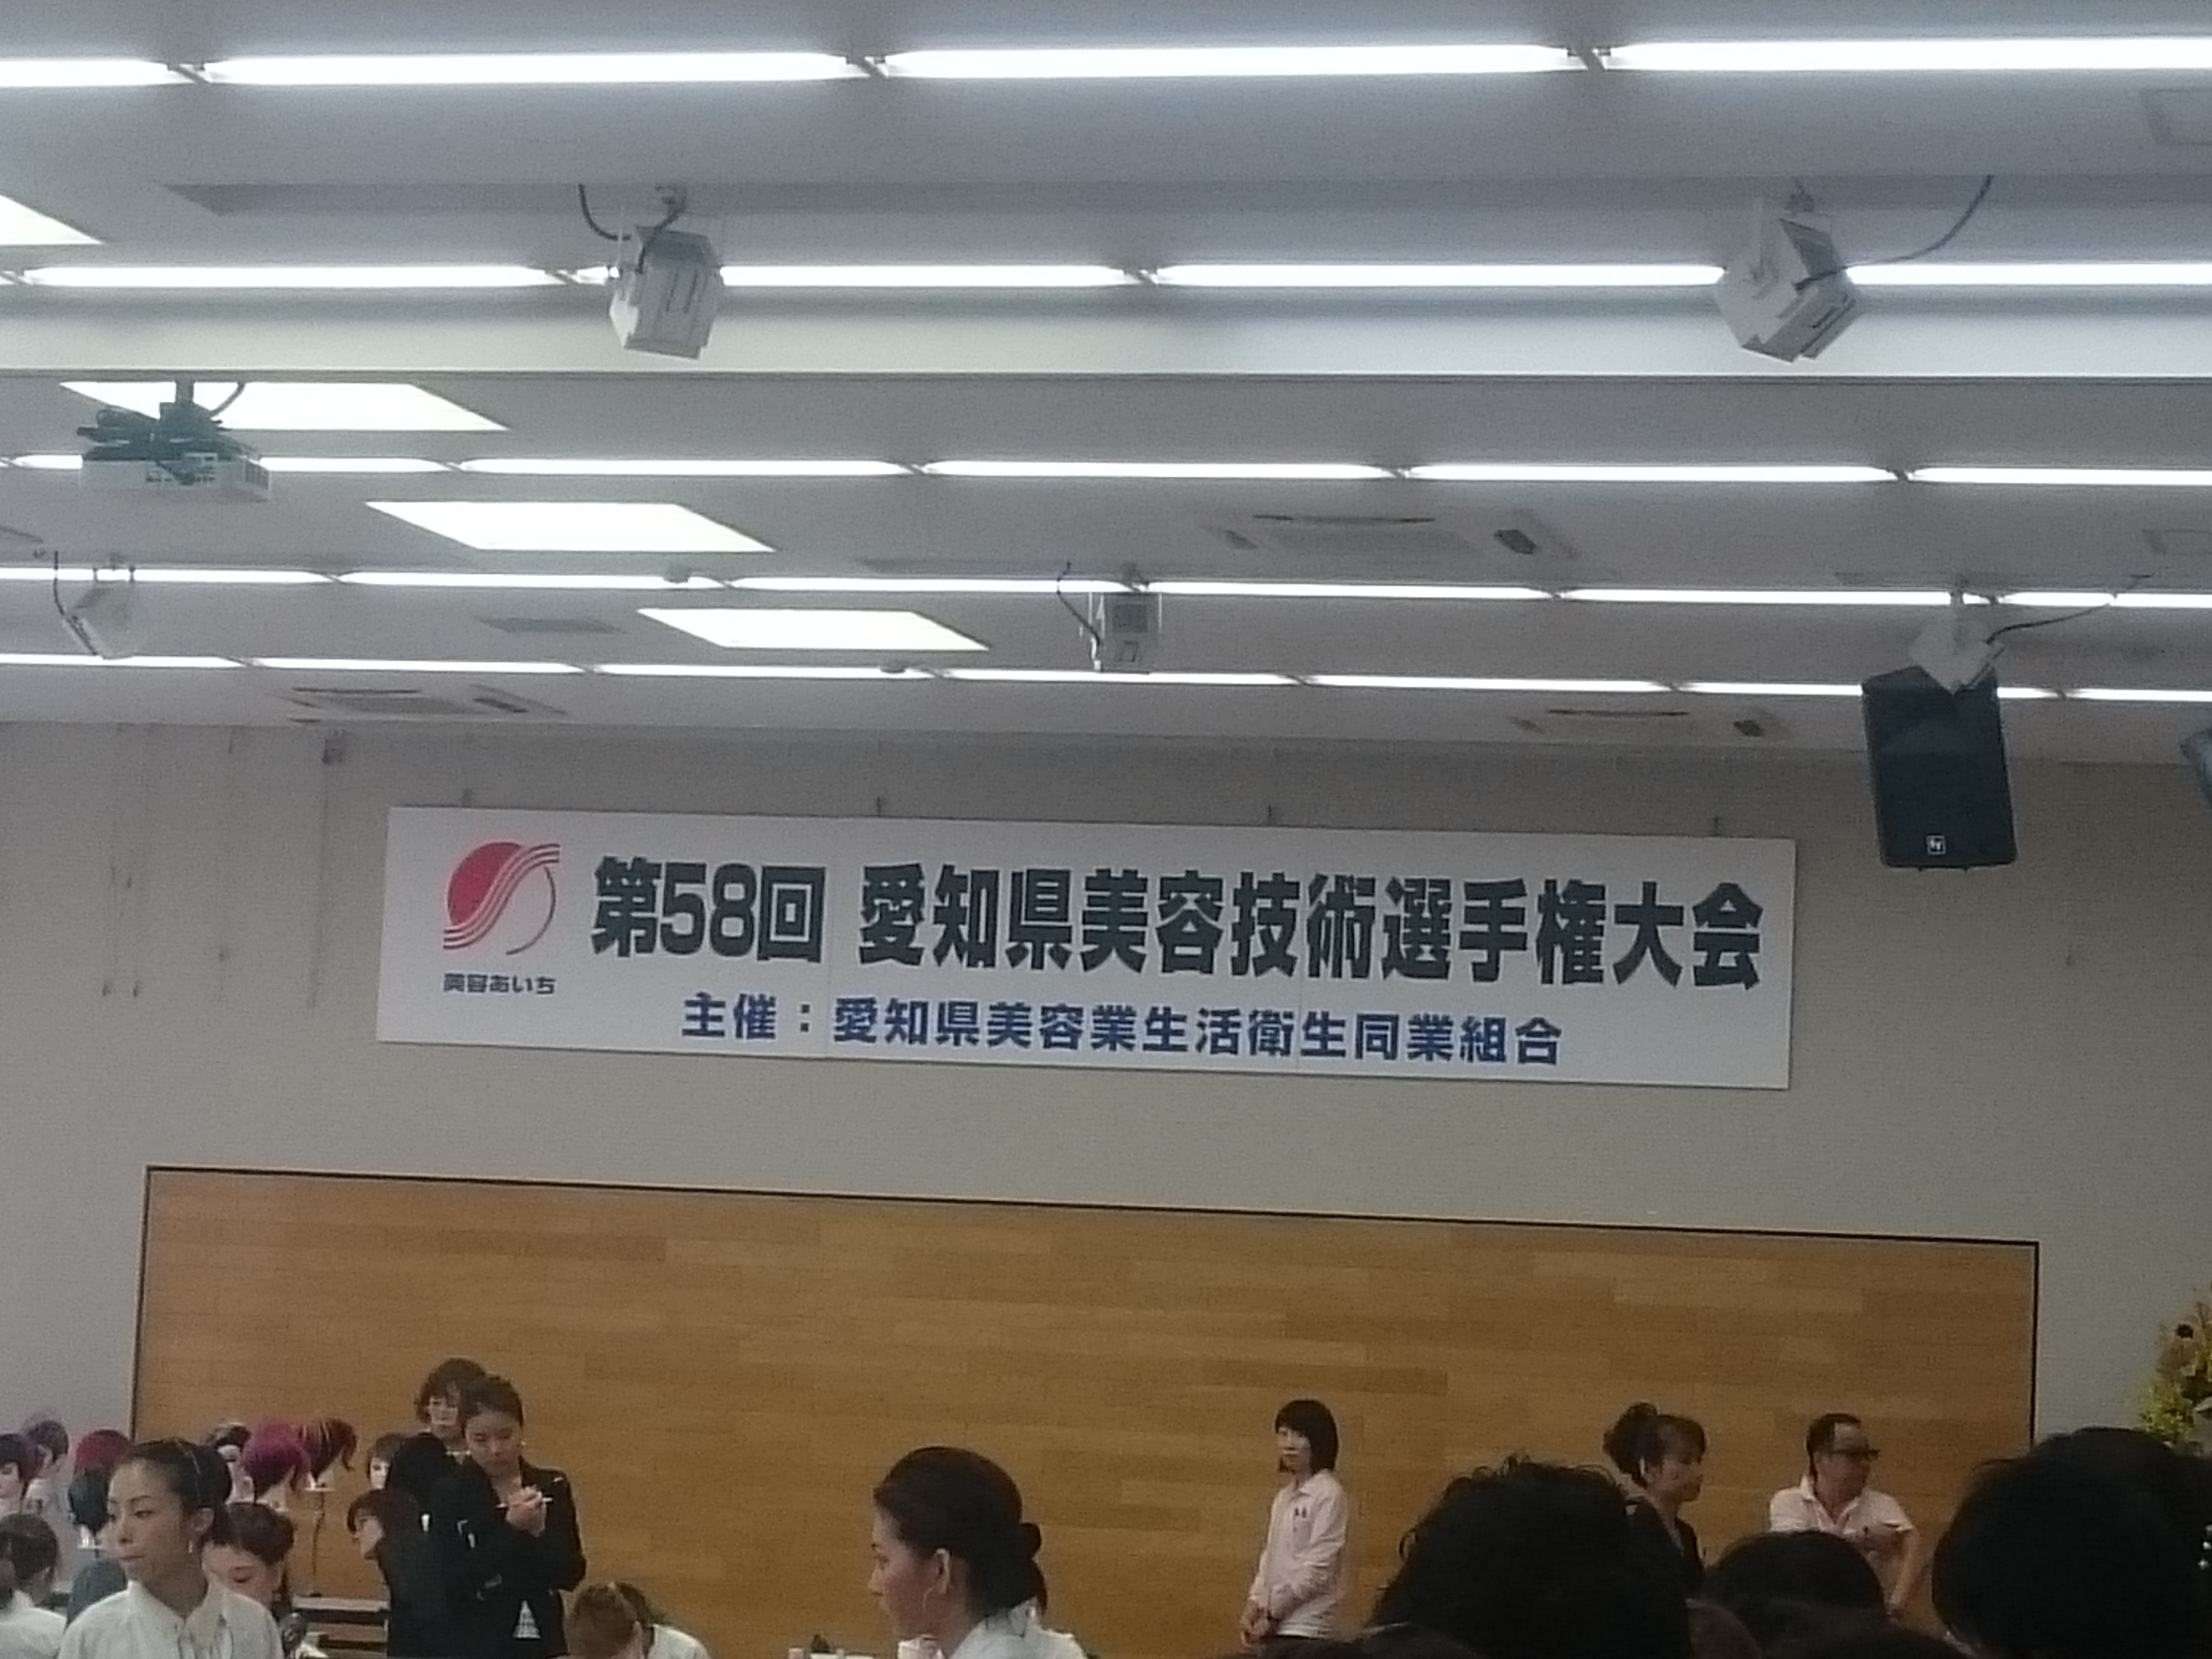 第58回 愛知県美容技術選手権大会
美容あいち
主催：愛知県美容業生活衛生同業組合